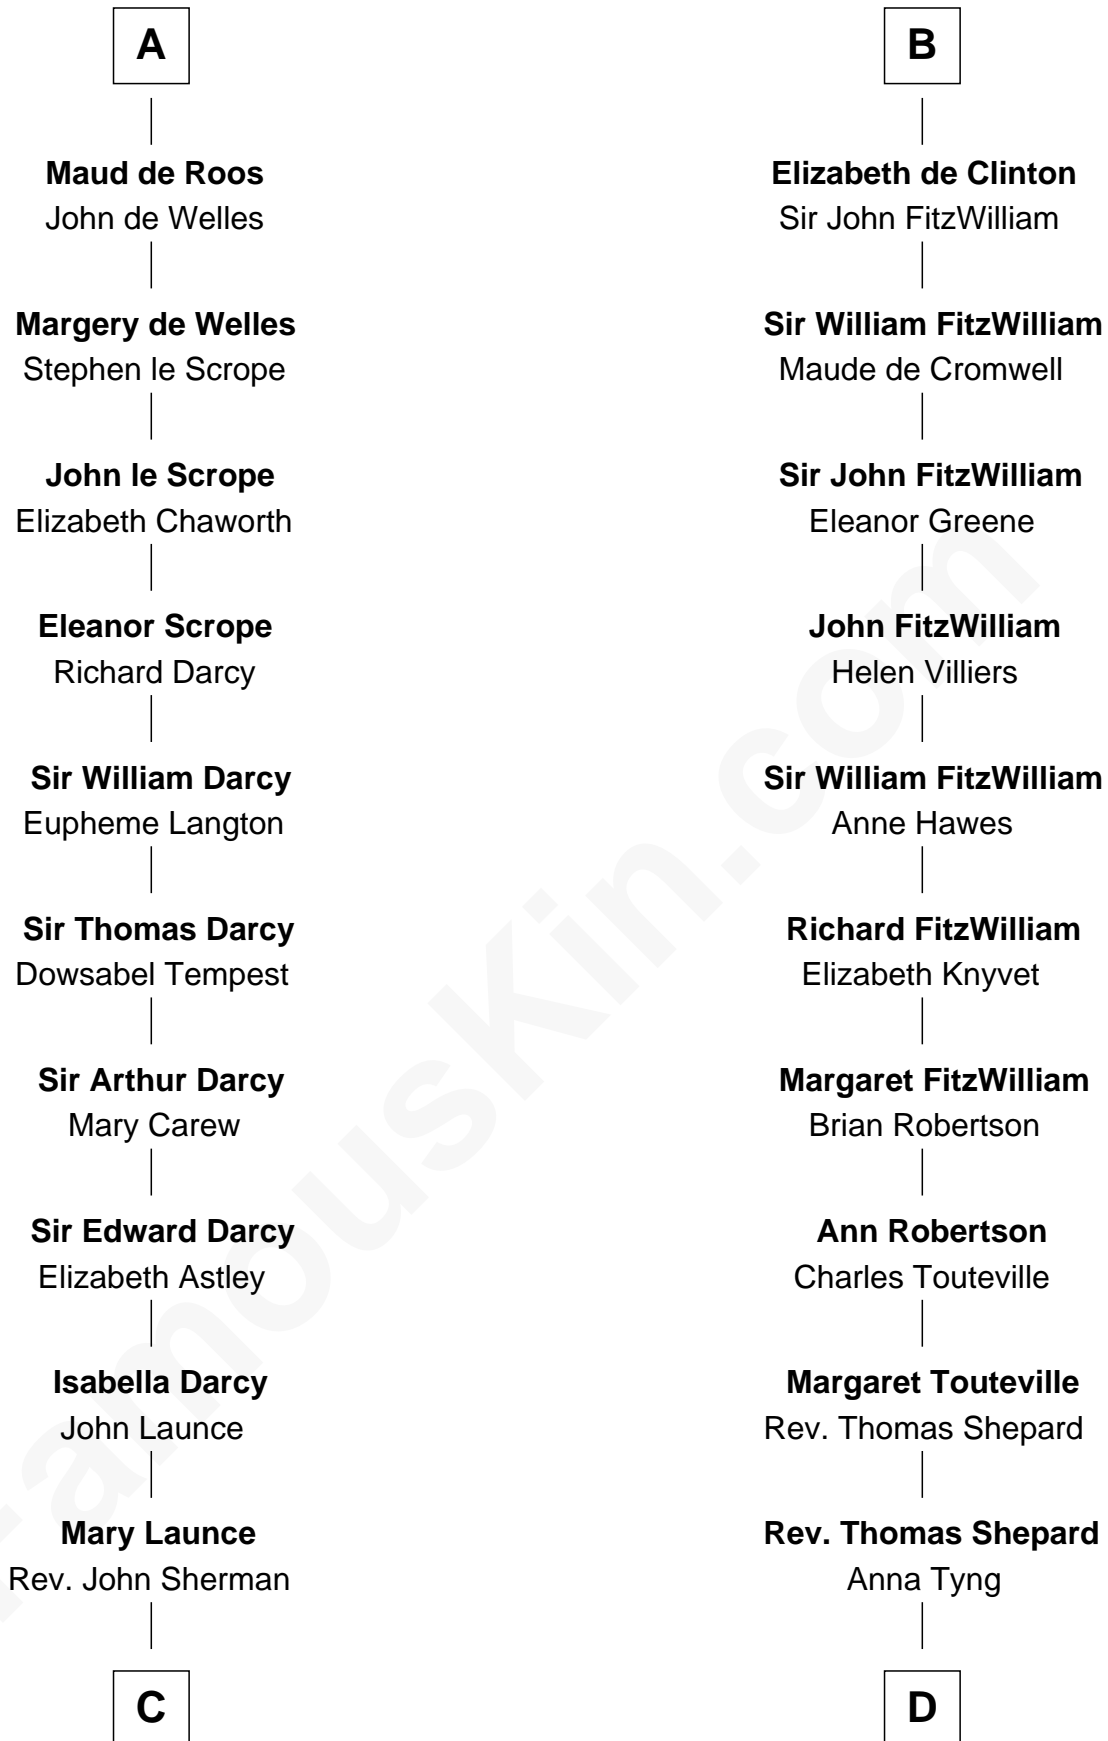 A
Maud de Roos
John de Welles
Margery de Welles
Stephen le Scrope
John le Scrope
Elizabeth Chaworth
Eleanor Scrope
Richard Darcy
Sir William Darcy
Eupheme Langton
Sir Thomas Darcy
Dowsabel Tempest
Sir Arthur Darcy
Mary Carew
Sir Edward Darcy
Elizabeth Astley
Isabella Darcy
John Launce
Mary Launce
Rev. John Sherman
C
B
Elizabeth de Clinton
Sir John FitzWilliam
Sir William FitzWilliam
Maude de Cromwell
Sir John FitzWilliam
Eleanor Greene
John FitzWilliam
Helen Villiers
Sir William FitzWilliam
Anne Hawes
Richard FitzWilliam
Elizabeth Knyvet
Margaret FitzWilliam
Brian Robertson
Ann Robertson
Charles Touteville
Margaret Touteville
Rev. Thomas Shepard
Rev. Thomas Shepard
Anna Tyng
D
FamousKin.com